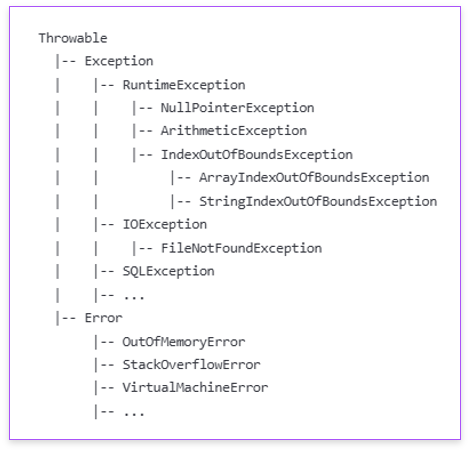 Throwable
  |-- Exception
  |    |-- RuntimeException
  |    |    |-- NullPointerException
  |    |    |-- ArithmeticException
  |    |    |-- IndexOutOfBoundsException
  |    |         |-- ArrayIndexOutOfBoundsException
  |    |         |-- StringIndexOutOfBoundsException
  |    |-- IOException
  |    |    |-- FileNotFoundException
  |    |-- SQLException
  |    |-- ...
  |-- Error
       |-- OutOfMemoryError
       |-- StackOverflowError
       |-- VirtualMachineError
       |-- ...